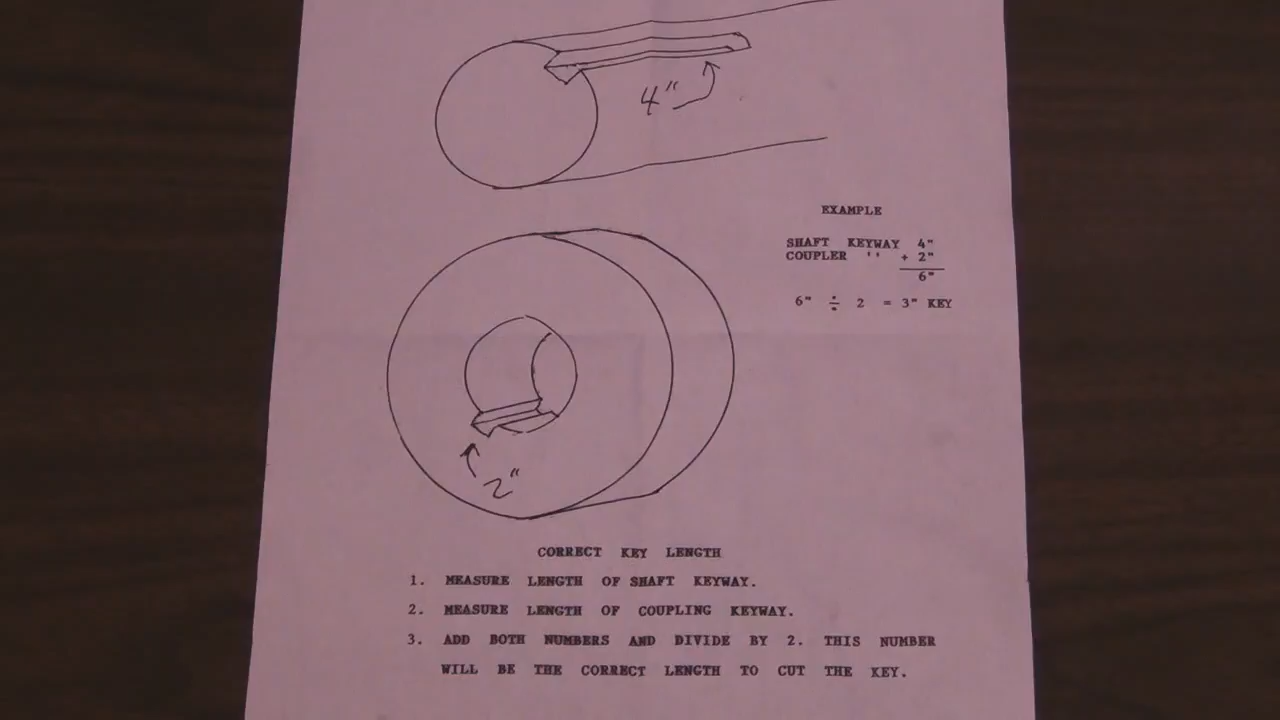 4"
EXAMPLE
SHAFT KEYWAY 4"
COUPLER '' + 2"
6"
6" ÷ 2 = 3" KEY
2"
CORRECT KEY LENGTH
1. MEASURE LENGTH OF SHAFT KEYWAY.
2. MEASURE LENGTH OF COUPLING KEYWAY.
3. ADD BOTH NUMBERS AND DIVIDE BY 2. THIS NUMBER
WILL BE THE CORRECT LENGTH TO CUT THE KEY.